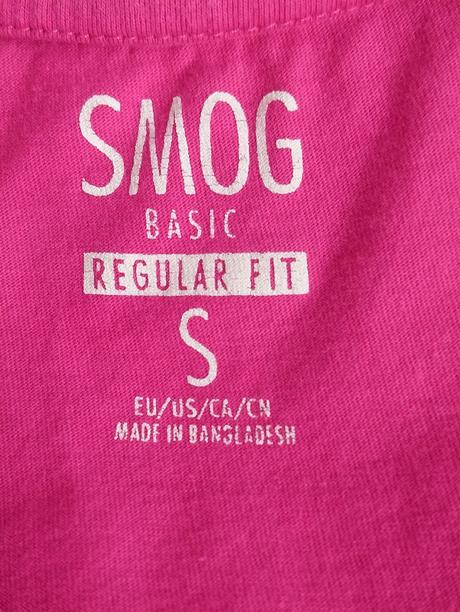 SMOG
BASIC
REGULAR FIT
S
EU/US/CA/CN
MADE IN BANGLADESH